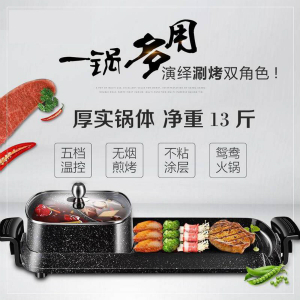 一锅多用
演绎涮烤双角色！
厚实锅体 净重13斤
五档 无烟 不粘 鸳鸯
温控 煎烤 涂层 火锅